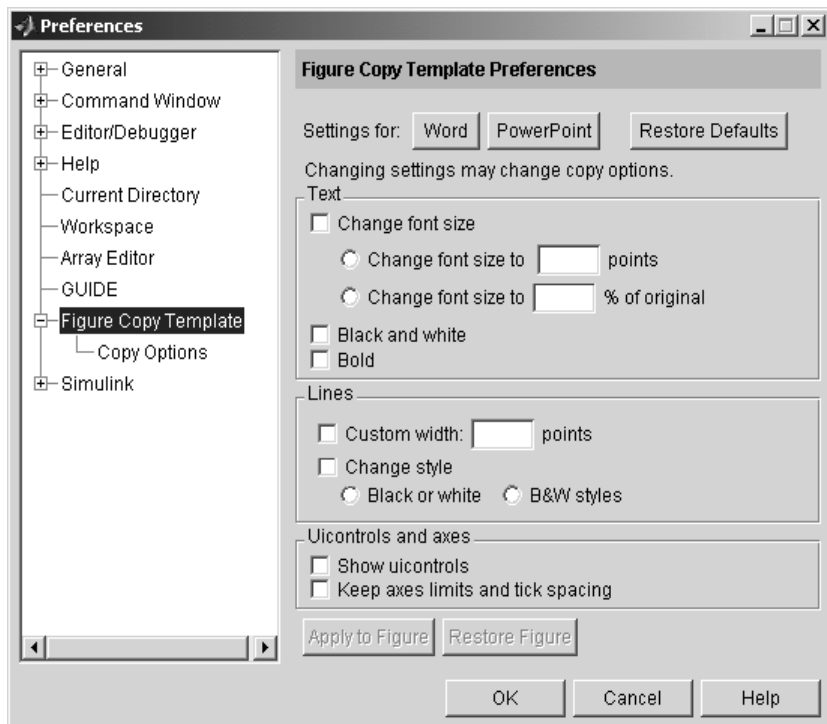 Preferences
General
Command Window
Editor/Debugger
Help
Current Directory
Workspace
Array Editor
GUIDE
Figure Copy Template
Copy Options
Simulink
Figure Copy Template Preferences
Settings for: Word PowerPoint Restore Defaults
Changing settings may change copy options.
Text
Change font size
Change font size to points
Change font size to % of original
Black and white
Bold
Lines
Custom width: points
Change style
Black or white B&W styles
Uicontrols and axes
Show uicontrols
Keep axes limits and tick spacing
Apply to Figure Restore Figure
OK Cancel Help